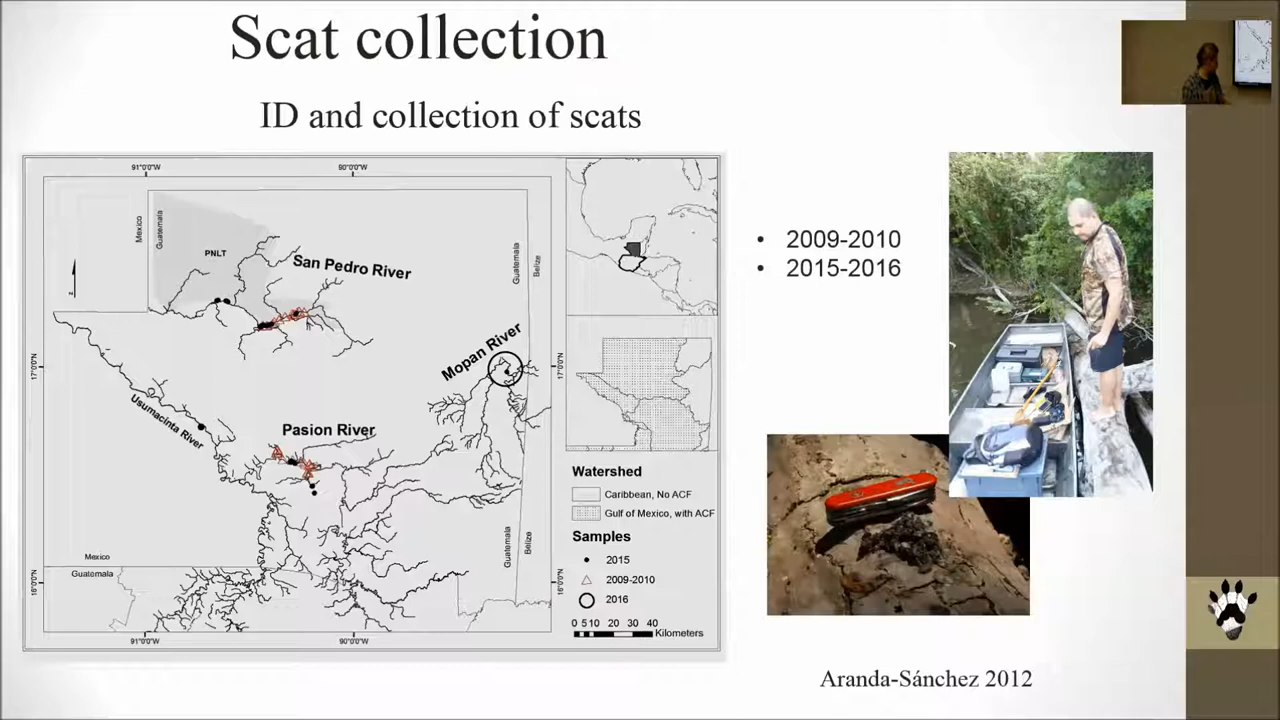 Scat collection
ID and collection of scats
91°0'0"W
90°0'0"W
Mexico
Guatemala
PNLT
San Pedro River
Guatemala
Belize
17°0'0"N
17°0'0"N
Mopan River
Usumacinta River
Pasion River
Guatemala
Belize
Mexico
Guatemala
16°0'0"N
16°0'0"N
91°0'0"W
90°0'0"W
Watershed
Caribbean, No ACF
Gulf of Mexico, with ACF
Samples
2015
2009-2010
2016
0 5 10 20 30 40
Kilometers
• 2009-2010
• 2015-2016
Aranda-Sánchez 2012